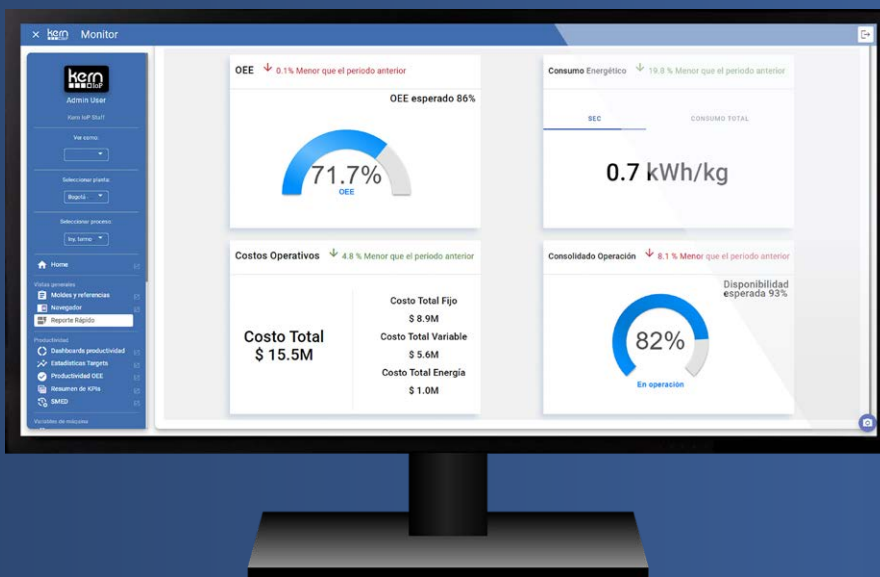 kern Monitor
kern
IoP
Admin User
Kern IoP Staff
Ver como:
Seleccionar planta:
Bogotá
Seleccionar proceso:
Iny. termo
Home
Vistas generales
Moldes y referencias
Navegador
Reporte Rápido
Productividad
Dashboards productividad
Estadísticas Targets
Productividad OEE
Resumen de KPIs
SMED
Variables de máquina
OEE 0.1% Menor que el periodo anterior
OEE esperado 86%
71.7%
OEE
Consumo Energético 19.8 % Menor que el periodo anterior
SEC CONSUMO TOTAL
0.7 kWh/kg
Costos Operativos 4.8 % Menor que el periodo anterior
Costo Total
$ 15.5M
Costo Total Fijo
$ 8.9M
Costo Total Variable
$ 5.6M
Costo Total Energía
$ 1.0M
Consolidado Operación 8.1 % Menor que el periodo anterior
Disponibilidad
esperada 93%
82%
En operación